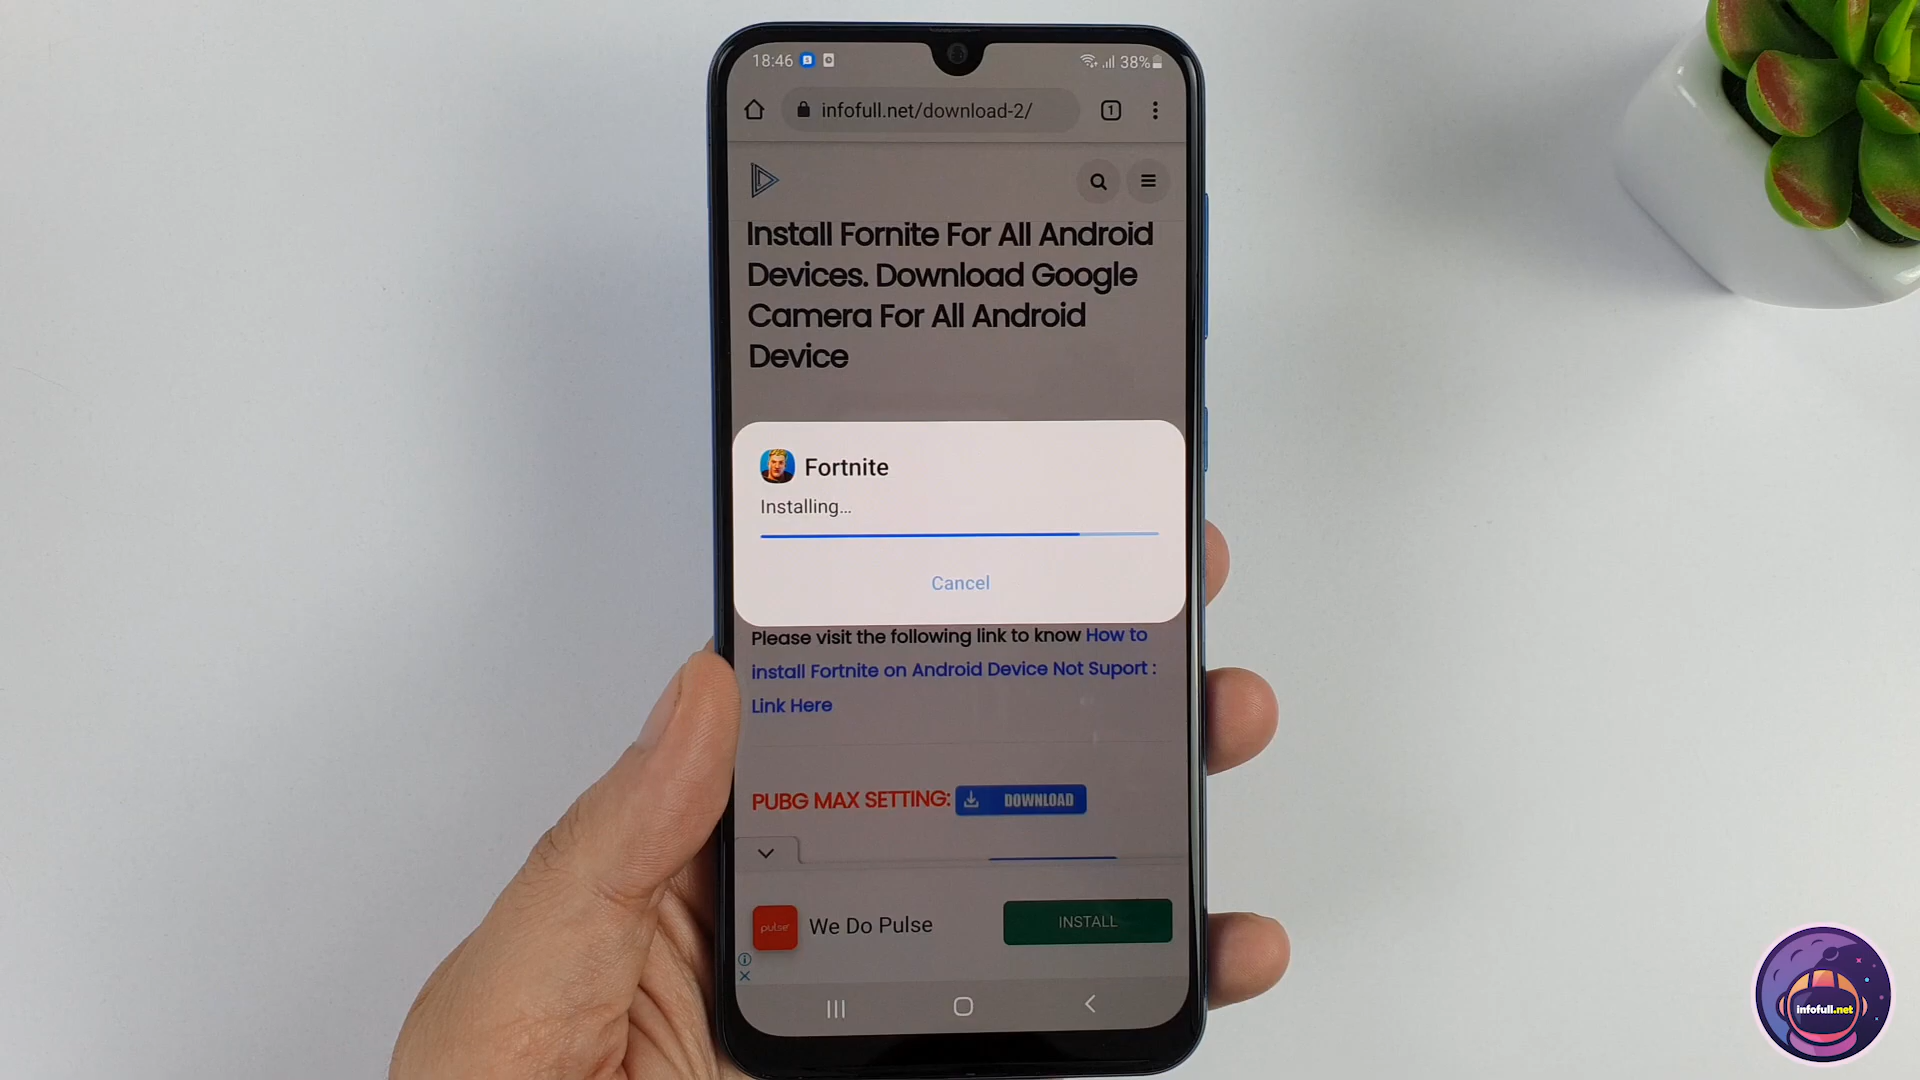 18:46
38%
infofull.net/download-2/
1
Install Fornite For All Android
Devices. Download Google
Camera For All Android
Device
Fortnite
Installing...
Cancel
Please visit the following link to know How to
install Fortnite on Android Device Not Suport :
Link Here
PUBG MAX SETTING: DOWNLOAD
pulse
We Do Pulse
INSTALL
infofull.net